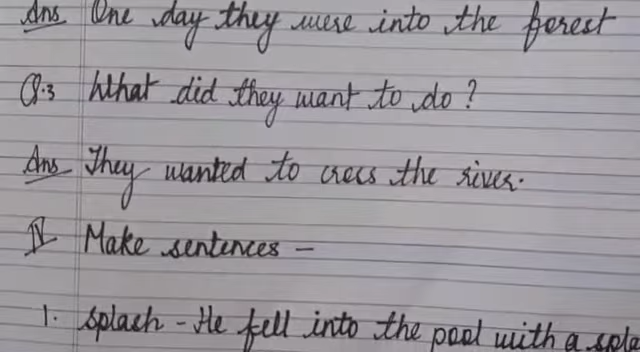 Ans One day they were into the forest
Q.3 What did they want to do?
Ans They wanted to cross the river.
IV Make sentences –
1. Splash - He fell into the pool with a spla